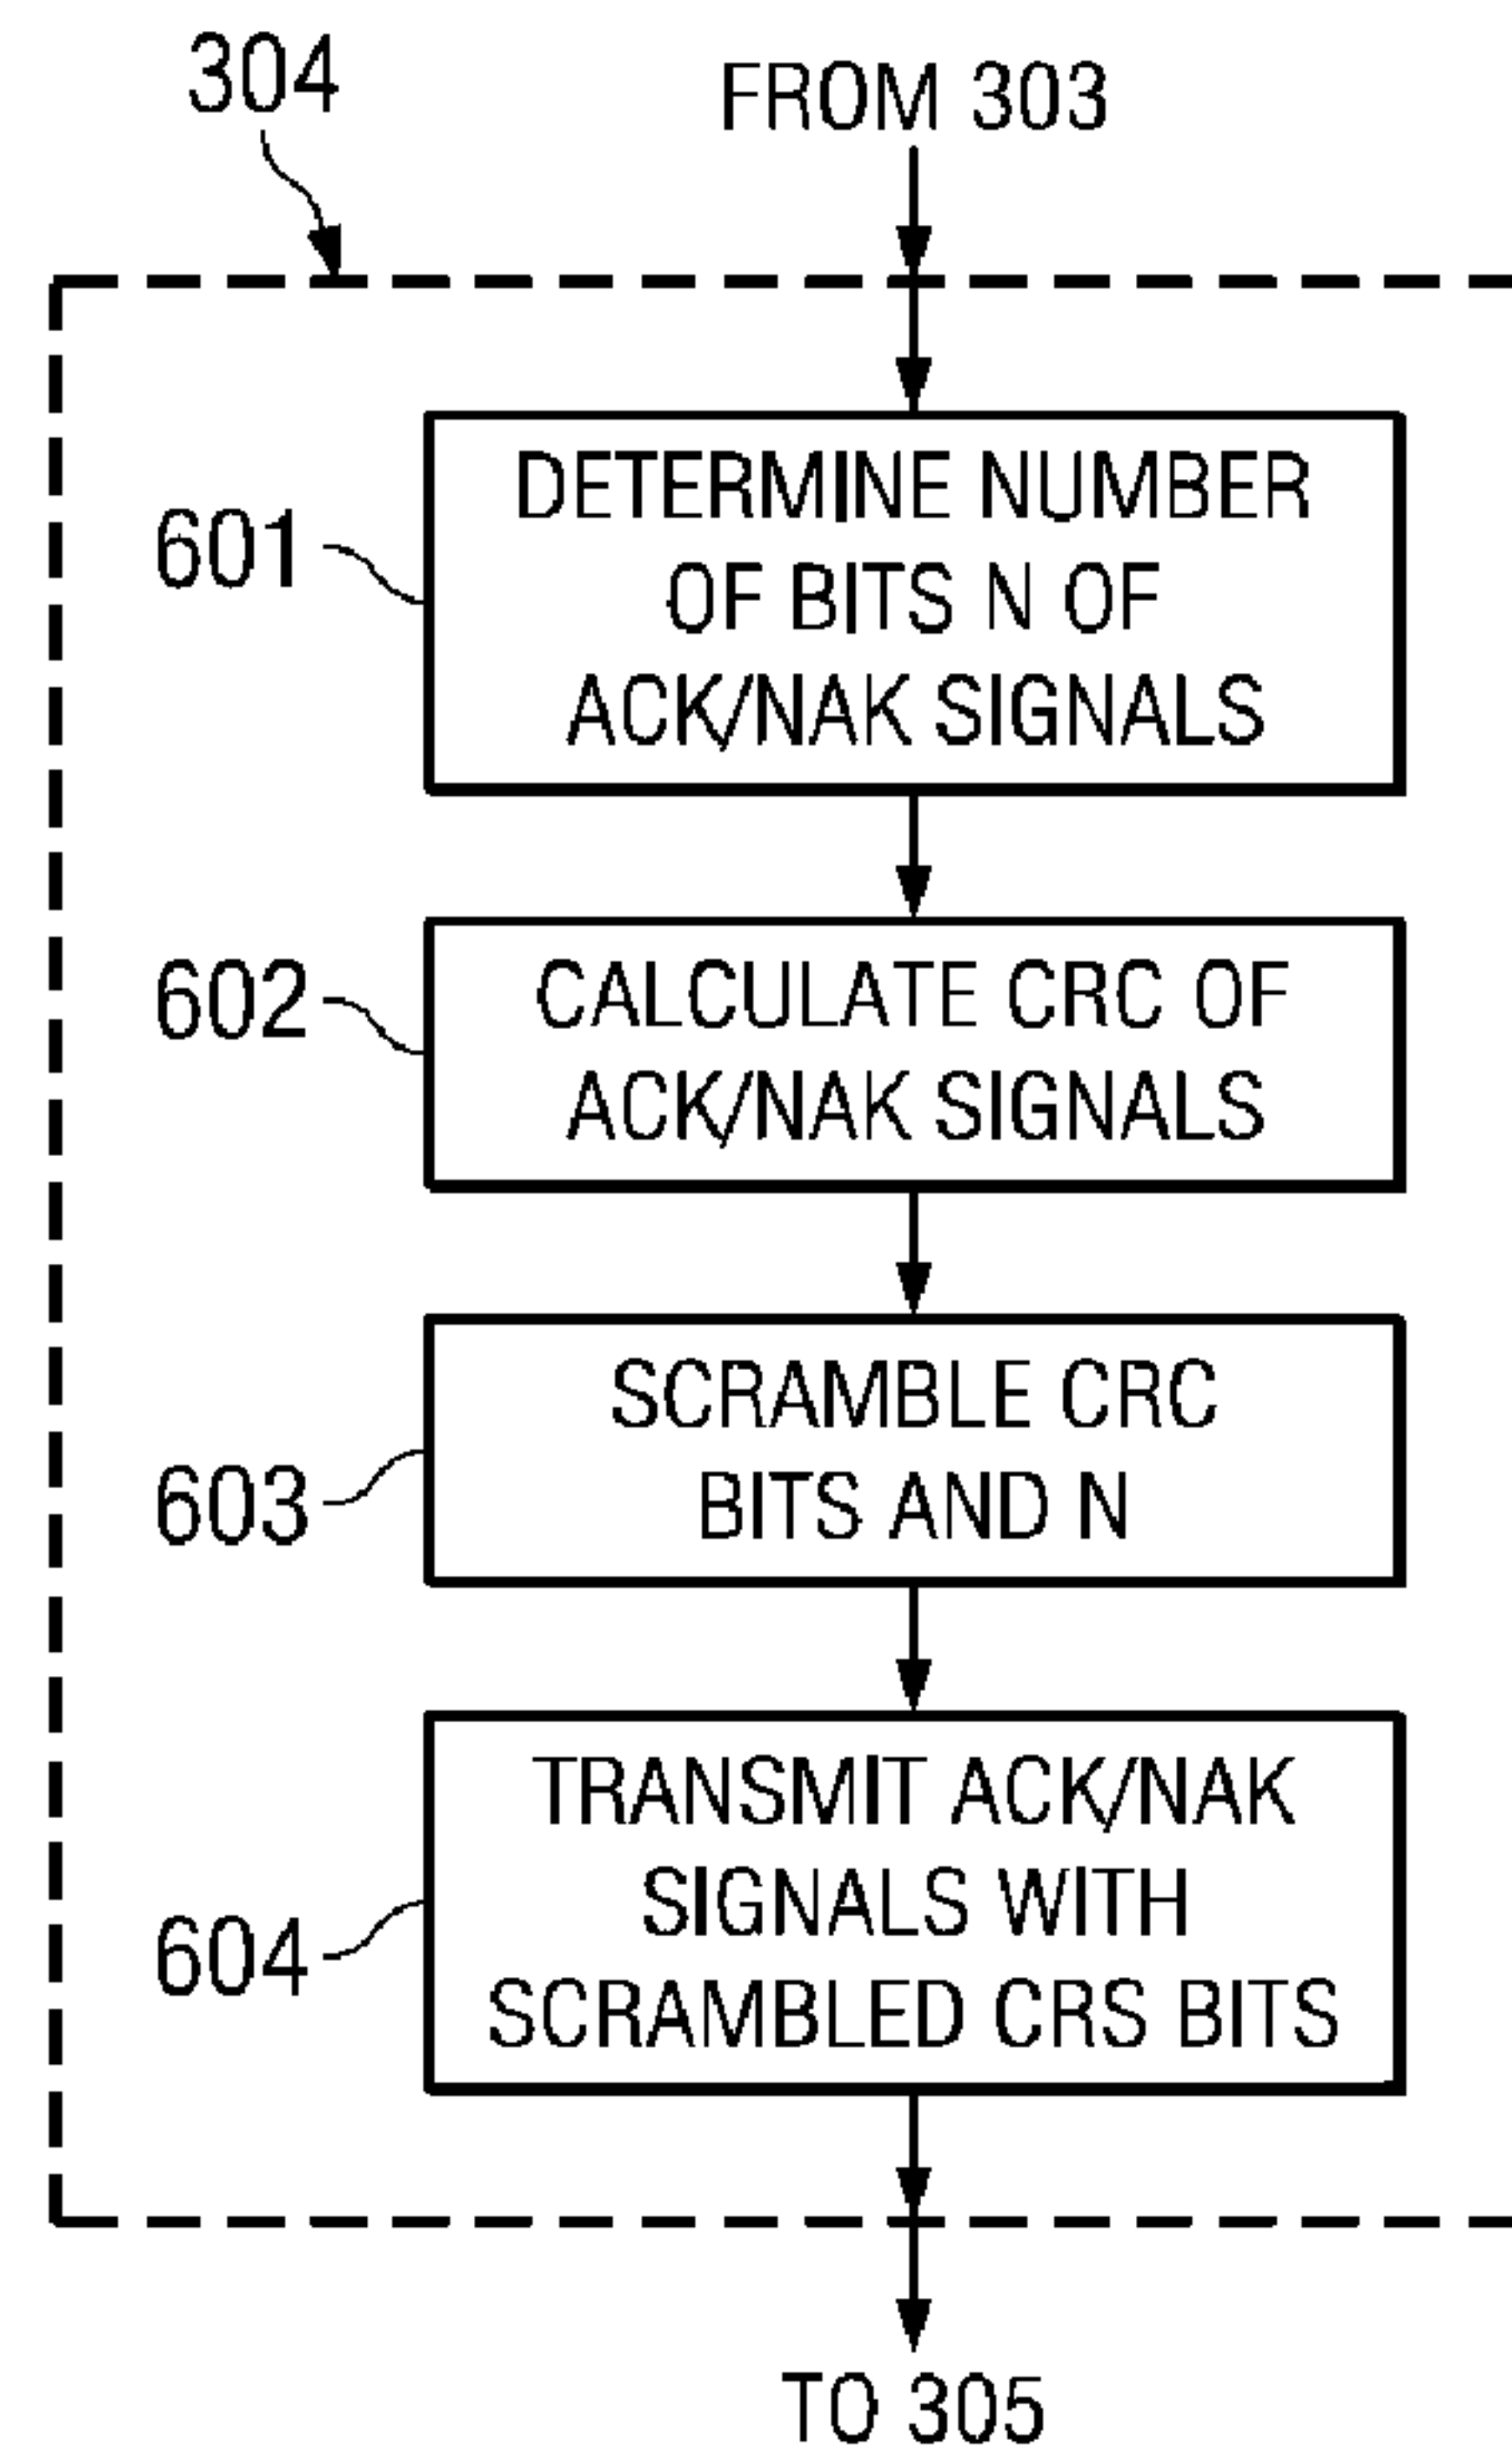 304
FROM 303
601
DETERMINE NUMBER
OF BITS N OF
ACK/NAK SIGNALS
602
CALCULATE CRC OF
ACK/NAK SIGNALS
603
SCRAMBLE CRC
BITS AND N
604
TRANSMIT ACK/NAK
SIGNALS WITH
SCRAMBLED CRS BITS
TO 305